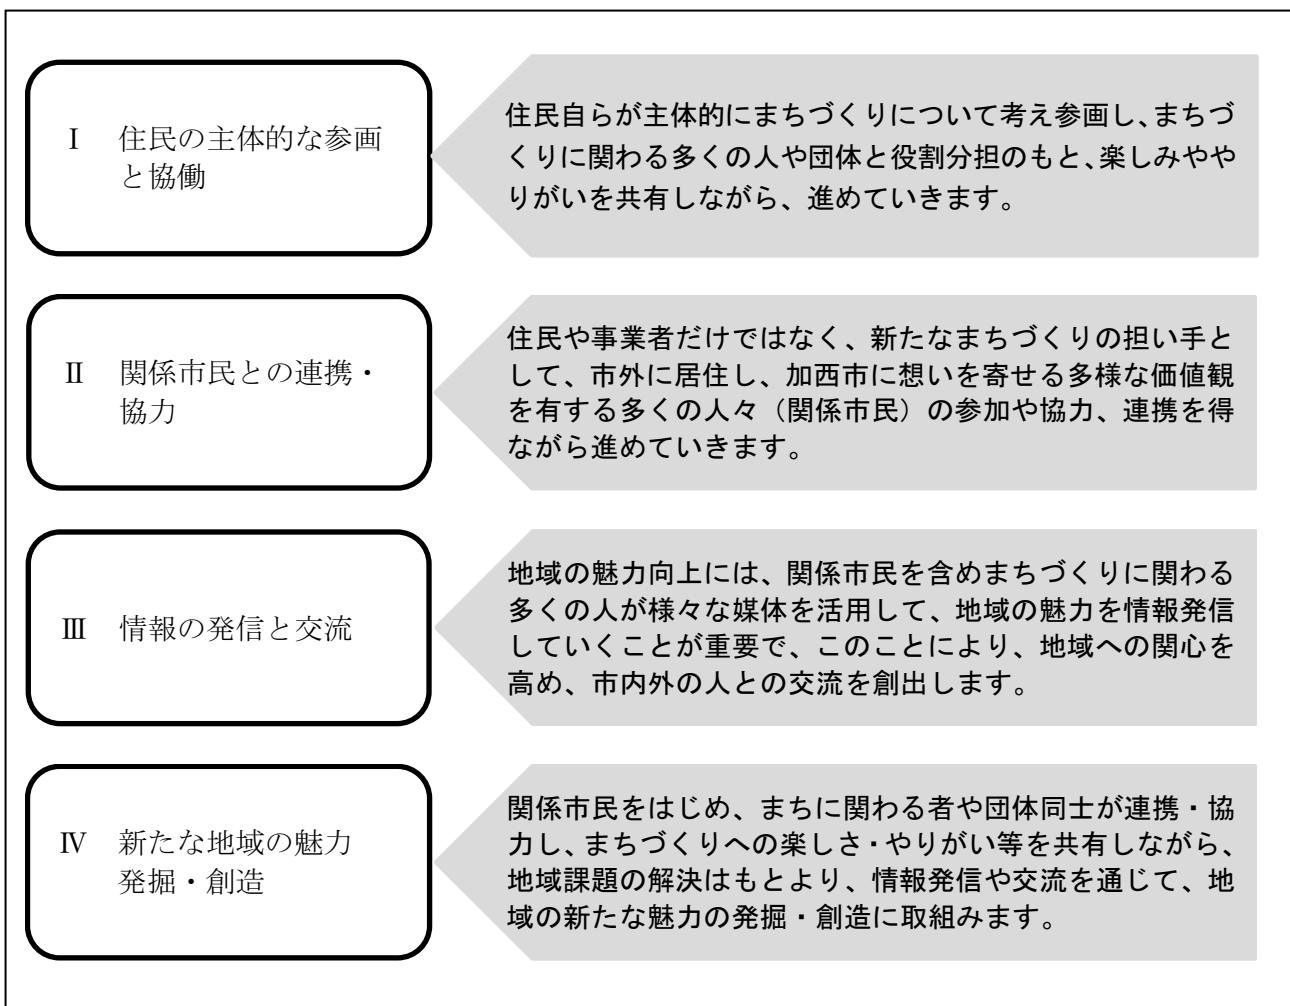 Ⅰ 住民の主体的な参画
と協働
住民自らが主体的にまちづくりについて考え参画し、まちづ
くりに関わる多くの人や団体と役割分担のもと、楽しみやや
りがいを共有しながら、進めていきます。
Ⅱ 関係市民との連携・
協力
住民や事業者だけではなく、新たなまちづくりの担い手と
して、市外に居住し、加西市に想いを寄せる多様な価値観
を有する多くの人々（関係市民）の参加や協力、連携を得
ながら進めていきます。
Ⅲ 情報の発信と交流
地域の魅力向上には、関係市民を含めまちづくりに関わる
多くの人が様々な媒体を活用して、地域の魅力を情報発信
していくことが重要で、このことにより、地域への関心を
高め、市内外の人との交流を創出します。
Ⅳ 新たな地域の魅力
発掘・創造
関係市民をはじめ、まちに関わる者や団体同士が連携・協
力し、まちづくりへの楽しさ・やりがい等を共有しながら、
地域課題の解決はもとより、情報発信や交流を通じて、地
域の新たな魅力の発掘・創造に取組みます。